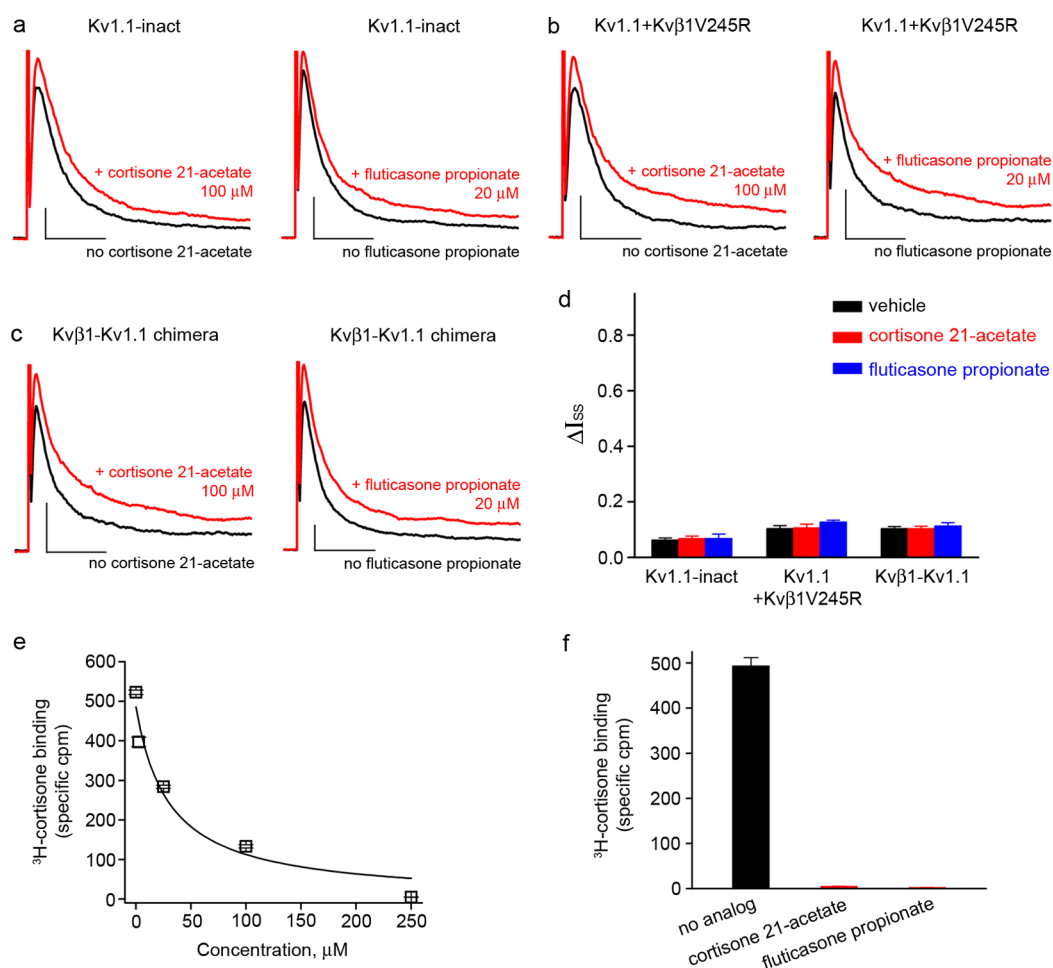 a
Kv1.1-inact
+ cortisone 21-acetate
100 μM
no cortisone 21-acetate
Kv1.1-inact
+ fluticasone propionate
20 μM
no fluticasone propionate
b
Kv1.1+Kvβ1V245R
+ cortisone 21-acetate
100 μM
no cortisone 21-acetate
Kv1.1+Kvβ1V245R
+ fluticasone propionate
20 μM
no fluticasone propionate
c
Kvβ1-Kv1.1 chimera
+ cortisone 21-acetate
100 μM
no cortisone 21-acetate
Kvβ1-Kv1.1 chimera
+ fluticasone propionate
20 μM
no fluticasone propionate
d
vehicle
cortisone 21-acetate
fluticasone propionate
ΔISS
0.8
0.6
0.4
0.2
0.0
Kv1.1-inact
Kv1.1
+Kvβ1V245R
Kvβ1-Kv1.1
e
³H-cortisone binding
(specific cpm)
600
500
400
300
200
100
0
0
50
100
150
200
250
Concentration, μM
f
³H-cortisone binding
(specific cpm)
500
400
300
200
100
0
no analog
cortisone 21-acetate
fluticasone propionate